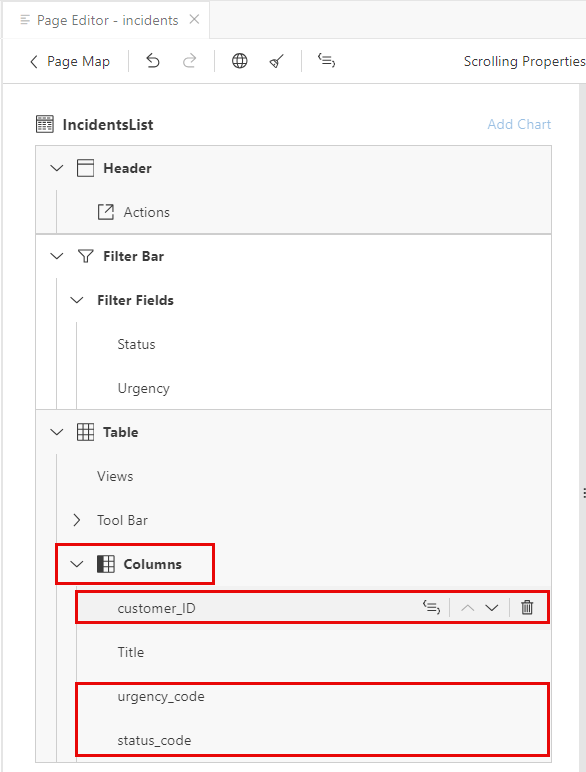 Page Editor - incidents
Page Map
Scrolling Properties
IncidentsList
Add Chart
Header
Actions
Filter Bar
Filter Fields
Status
Urgency
Table
Views
Tool Bar
Columns
customer_ID
Title
urgency_code
status_code